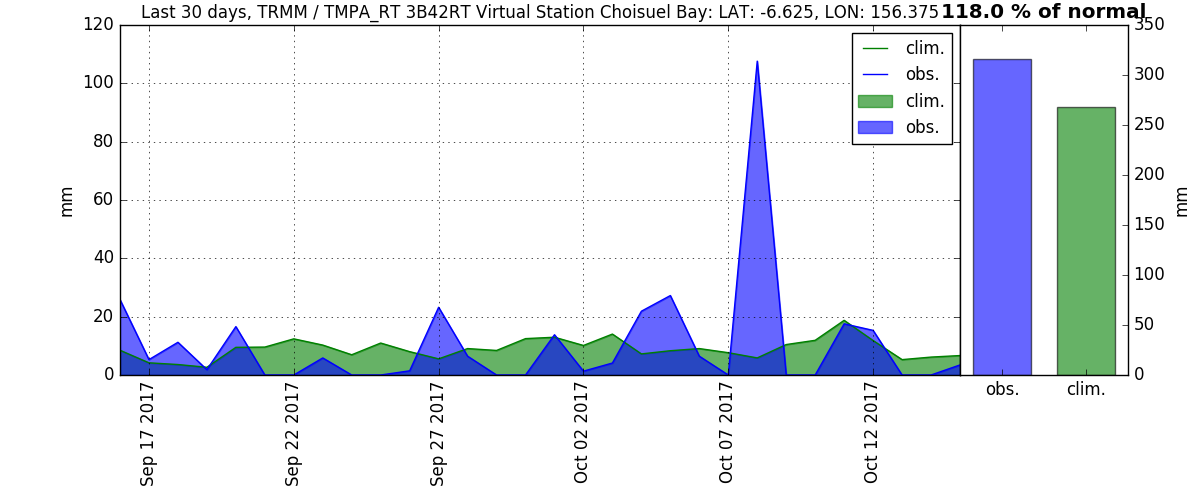 Last 30 days, TRMM / TMPA_RT 3B42RT Virtual Station Choisuel Bay: LAT: -6.625, LON: 156.375
118.0 % of normal
120
100
80
60
40
20
0
mm
clim.
obs.
clim.
obs.
Sep 17 2017
Sep 22 2017
Sep 27 2017
Oct 02 2017
Oct 07 2017
Oct 12 2017
350
300
250
200
150
100
50
0
mm
obs.
clim.